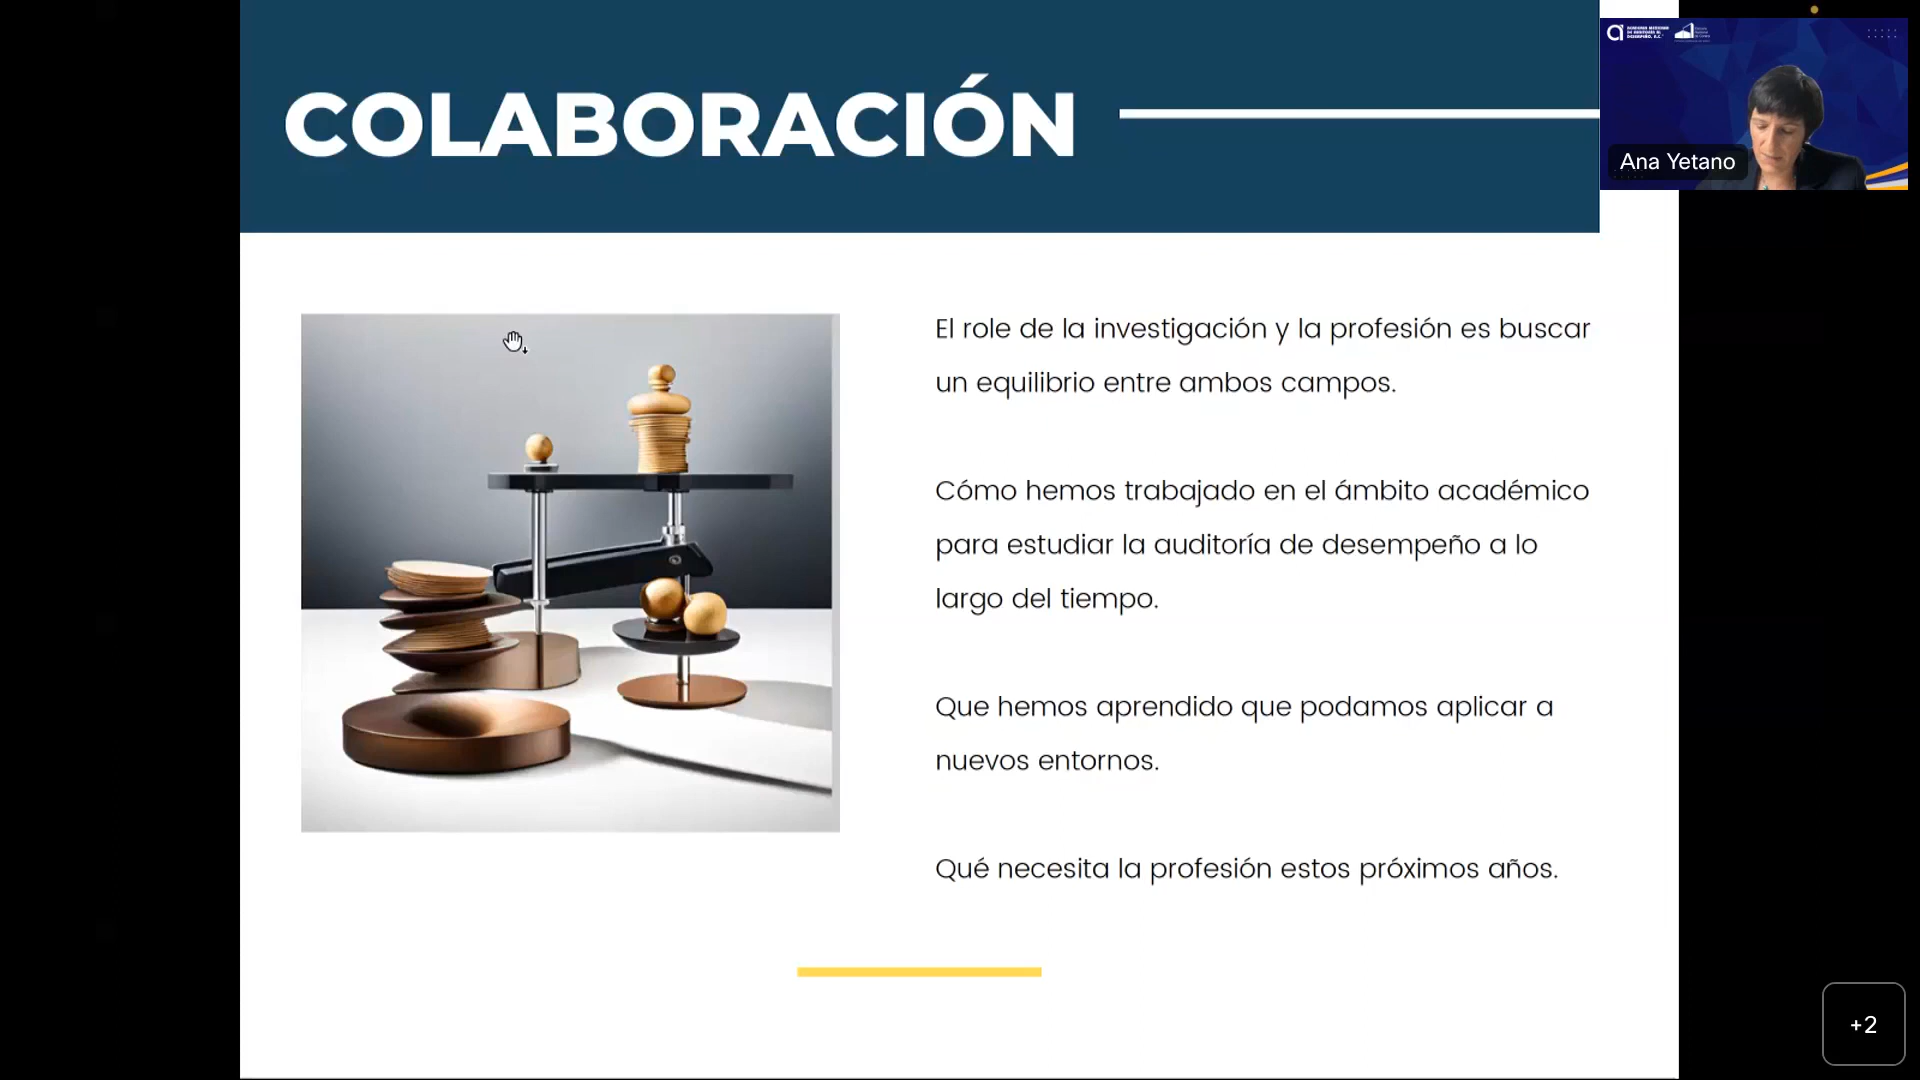 COLABORACIÓN
Ana Yetano
El role de la investigación y la profesión es buscar
un equilibrio entre ambos campos.
Cómo hemos trabajado en el ámbito académico
para estudiar la auditoría de desempeño a lo
largo del tiempo.
Que hemos aprendido que podamos aplicar a
nuevos entornos.
Qué necesita la profesión estos próximos años.
+2